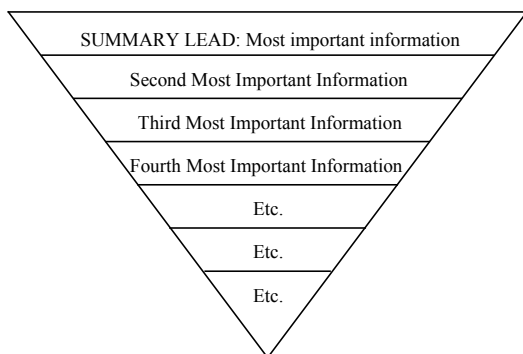 SUMMARY LEAD: Most important information
Second Most Important Information
Third Most Important Information
Fourth Most Important Information
Etc.
Etc.
Etc.